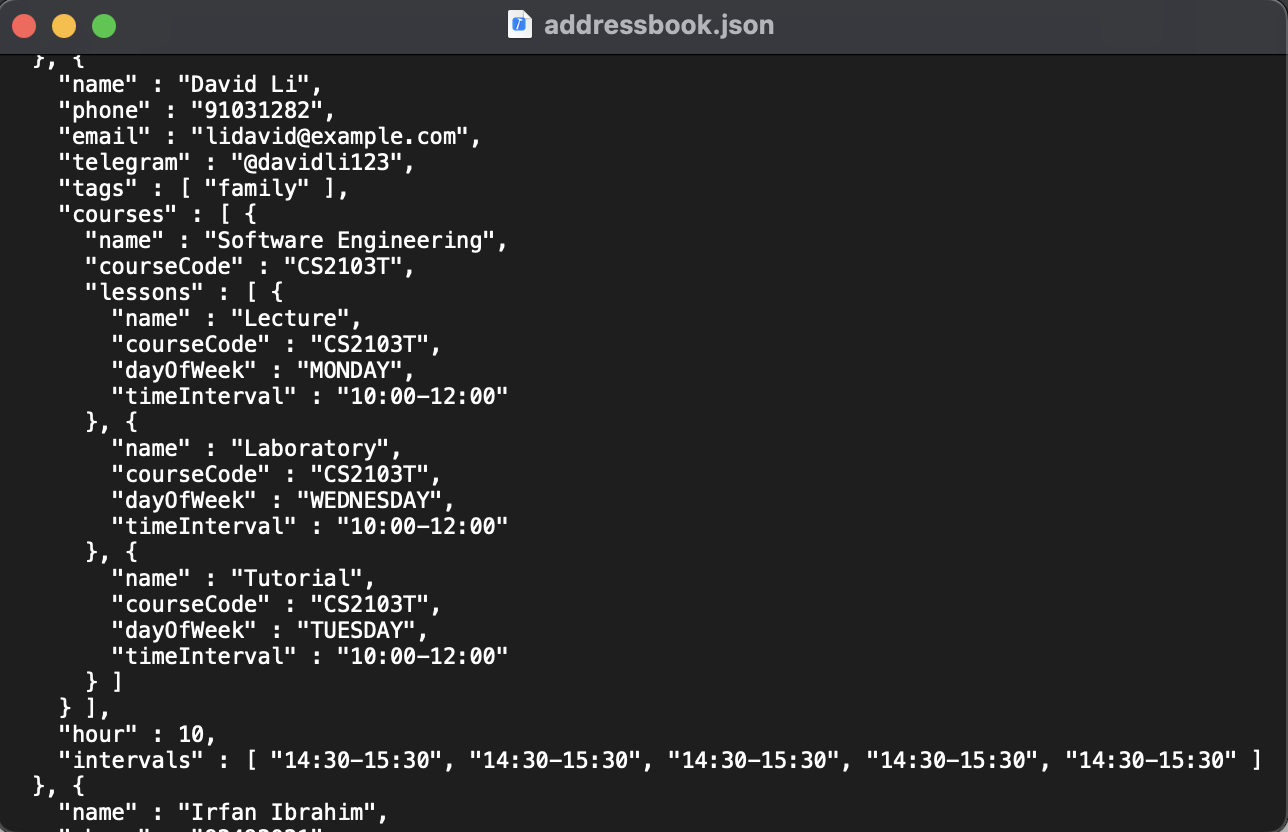 addressbook.json
}, {
"name" : "David Li",
"phone" : "91031282",
"email" : "lidavid@example.com",
"telegram" : "@davidli123",
"tags" : [ "family" ],
"courses" : [ {
"name" : "Software Engineering",
"courseCode" : "CS2103T",
"lessons" : [ {
"name" : "Lecture",
"courseCode" : "CS2103T",
"dayOfWeek" : "MONDAY",
"timeInterval" : "10:00-12:00"
}, {
"name" : "Laboratory",
"courseCode" : "CS2103T",
"dayOfWeek" : "WEDNESDAY",
"timeInterval" : "10:00-12:00"
}, {
"name" : "Tutorial",
"courseCode" : "CS2103T",
"dayOfWeek" : "TUESDAY",
"timeInterval" : "10:00-12:00"
} ]
} ],
"hour" : 10,
"intervals" : [ "14:30-15:30", "14:30-15:30", "14:30-15:30", "14:30-15:30", "14:30-15:30" ]
}, {
"name" : "Irfan Ibrahim",